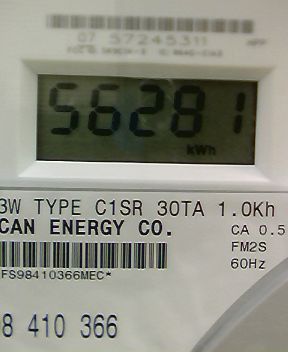 07 57245311
56281
kWh
3W TYPE C1SR 30TA 1.0Kh
CAN ENERGY CO.
CA 0.5
FM2S
60Hz
FS98410366MEC*
98 410 366